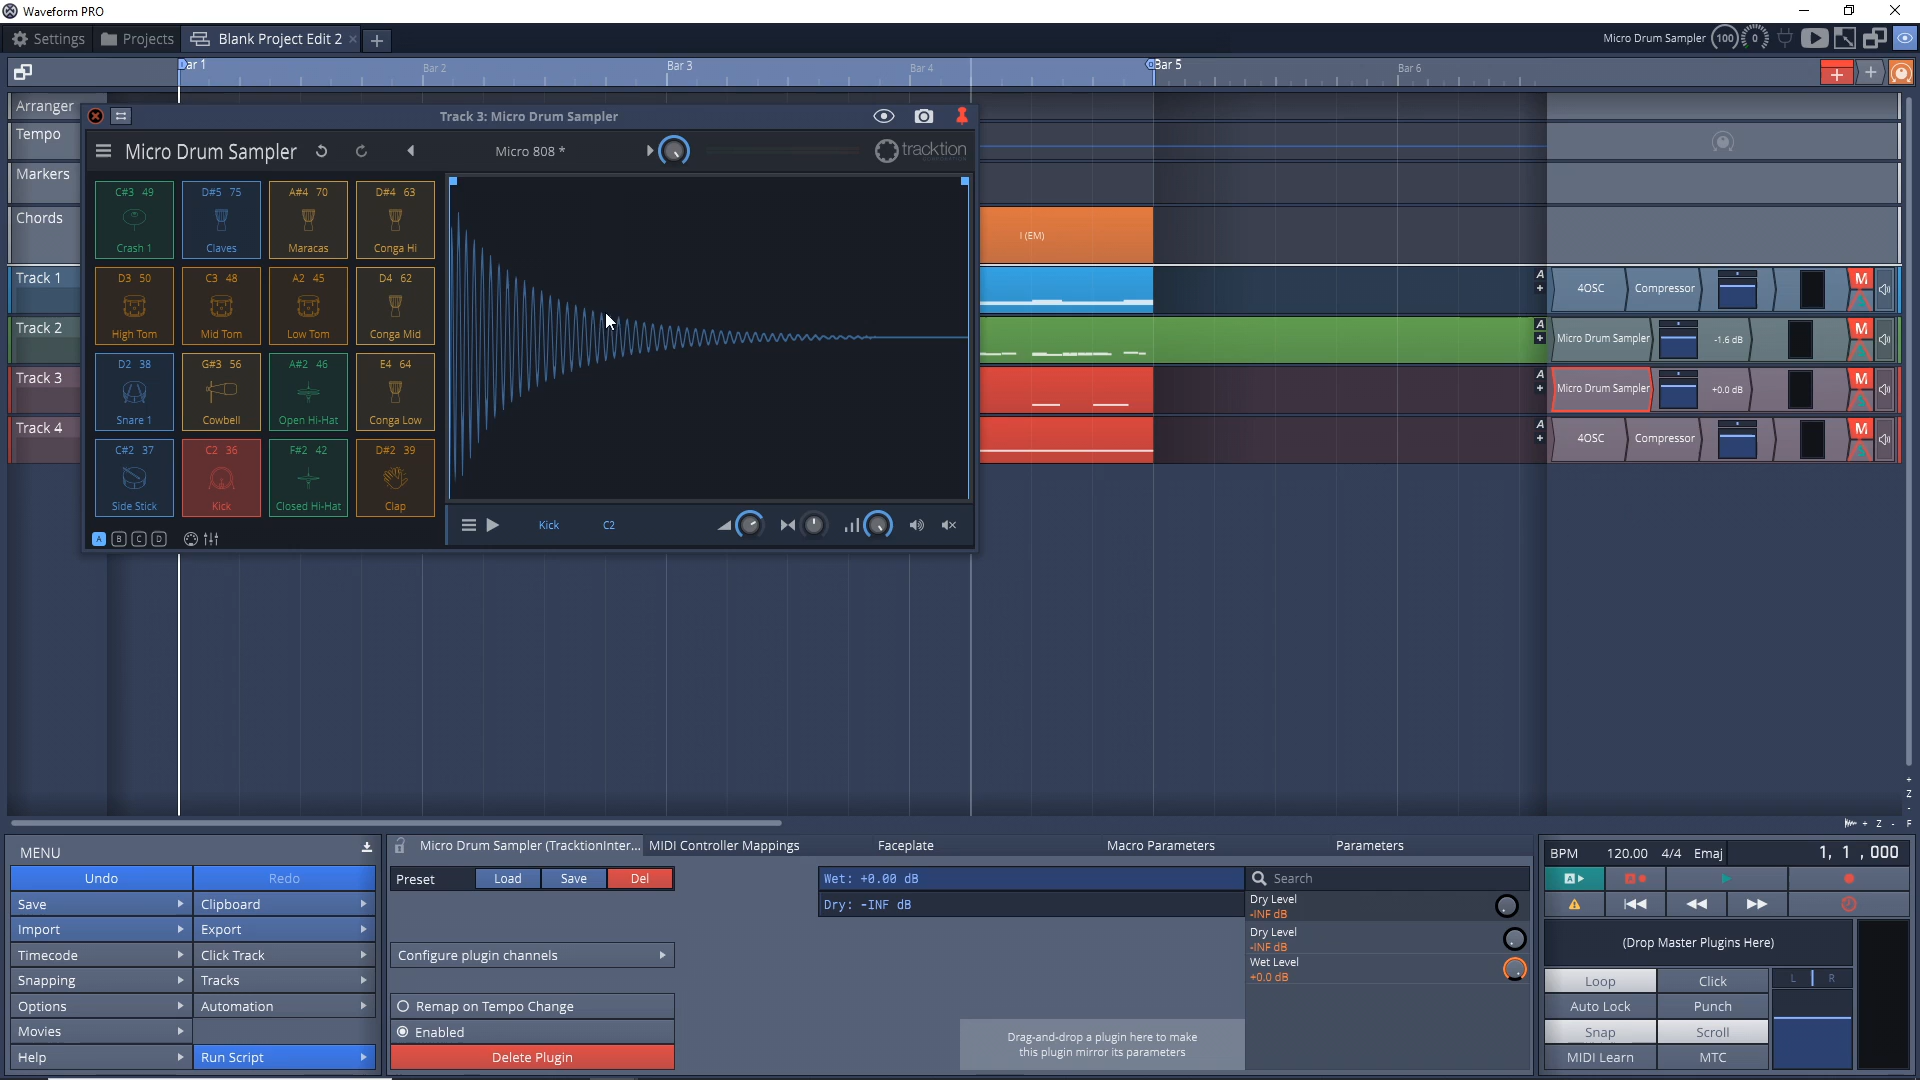 Waveform PRO
Settings
Projects
Blank Project Edit 2
Micro Drum Sampler
100
0
Bar 1
Bar 2
Bar 3
Bar 4
Bar 5
Bar 6
Arranger
Tempo
Markers
Chords
I (EM)
Track 1
Track 2
Track 3
Track 4
Track 3: Micro Drum Sampler
Micro Drum Sampler
Micro 808 *
tracktion
C#3 49
Crash 1
D#5 75
Claves
A#4 70
Maracas
D#4 63
Conga Hi
D3 50
High Tom
C3 48
Mid Tom
A2 45
Low Tom
D4 62
Conga Mid
D2 38
Snare 1
G#3 56
Cowbell
A#2 46
Open Hi-Hat
E4 64
Conga Low
C#2 37
Side Stick
C2 36
Kick
F#2 42
Closed Hi-Hat
D#2 39
Clap
A B C D
Kick
C2
A
4OSC
Compressor
M
A
Micro Drum Sampler
-1.6 dB
M
A
Micro Drum Sampler
+0.0 dB
M
A
4OSC
Compressor
M
Z
Z
F
MENU
Undo
Redo
Save
Clipboard
Import
Export
Timecode
Click Track
Snapping
Tracks
Options
Automation
Movies
Help
Run Script
Micro Drum Sampler (TracktionInter...
MIDI Controller Mappings
Faceplate
Macro Parameters
Parameters
Preset
Load
Save
Del
Configure plugin channels
Remap on Tempo Change
Enabled
Delete Plugin
Wet: +0.00 dB
Dry: -INF dB
Drag-and-drop a plugin here to make
this plugin mirror its parameters
Search
Dry Level
-INF dB
Dry Level
-INF dB
Wet Level
+0.0 dB
BPM 120.00 4/4 Emaj
1, 1 , 000
A
A
(Drop Master Plugins Here)
Loop
Click
L R
Auto Lock
Punch
Snap
Scroll
MIDI Learn
MTC